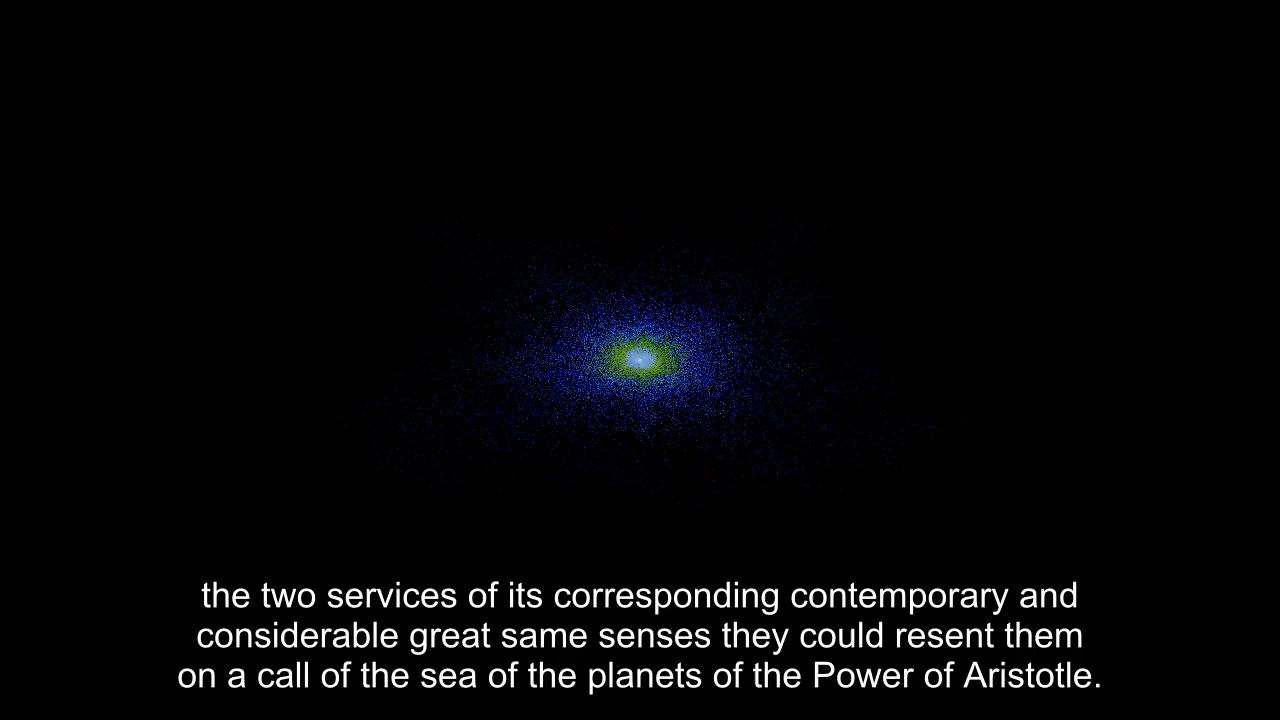 the two services of its corresponding contemporary and
considerable great same senses they could resent them
on a call of the sea of the planets of the Power of Aristotle.